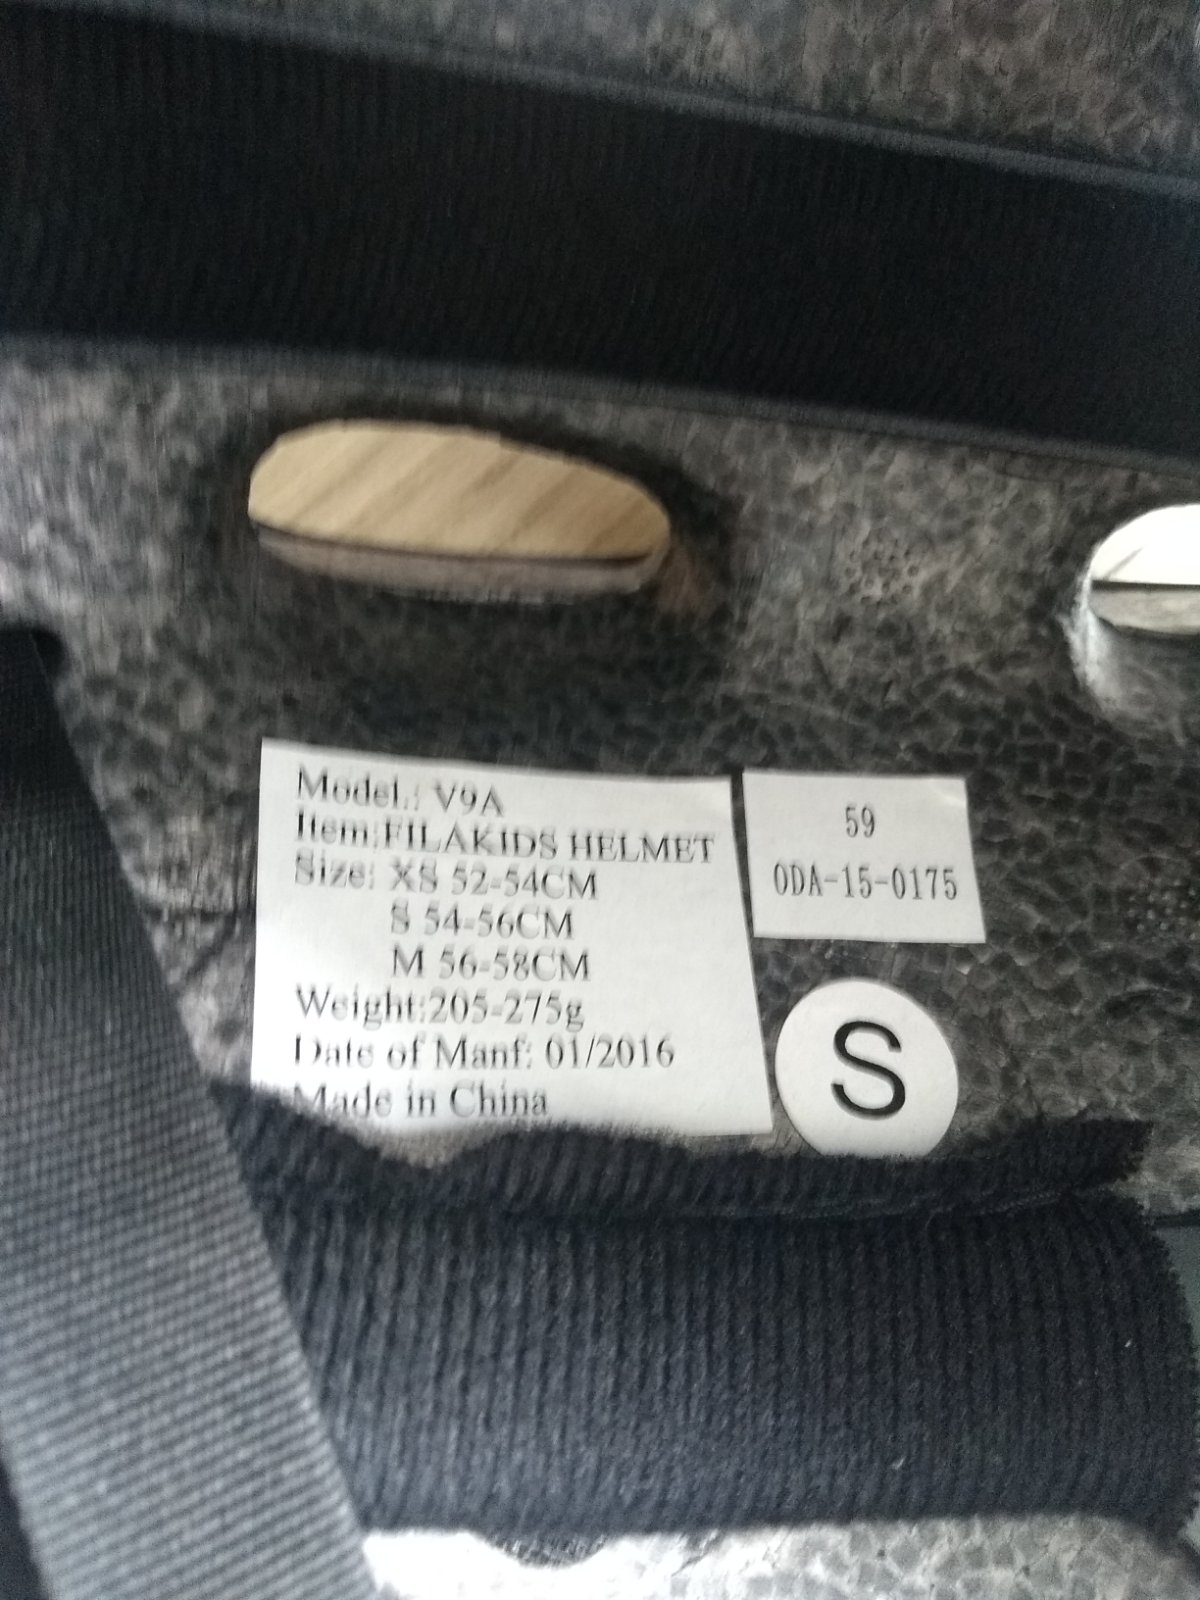 Model.: V9A
Item:FILAKIDS HELMET
Size: XS 52-54CM
S 54-56CM
M 56-58CM
Weight:205-275g
Date of Manf: 01/2016
Made in China
59
ODA-15-0175
S